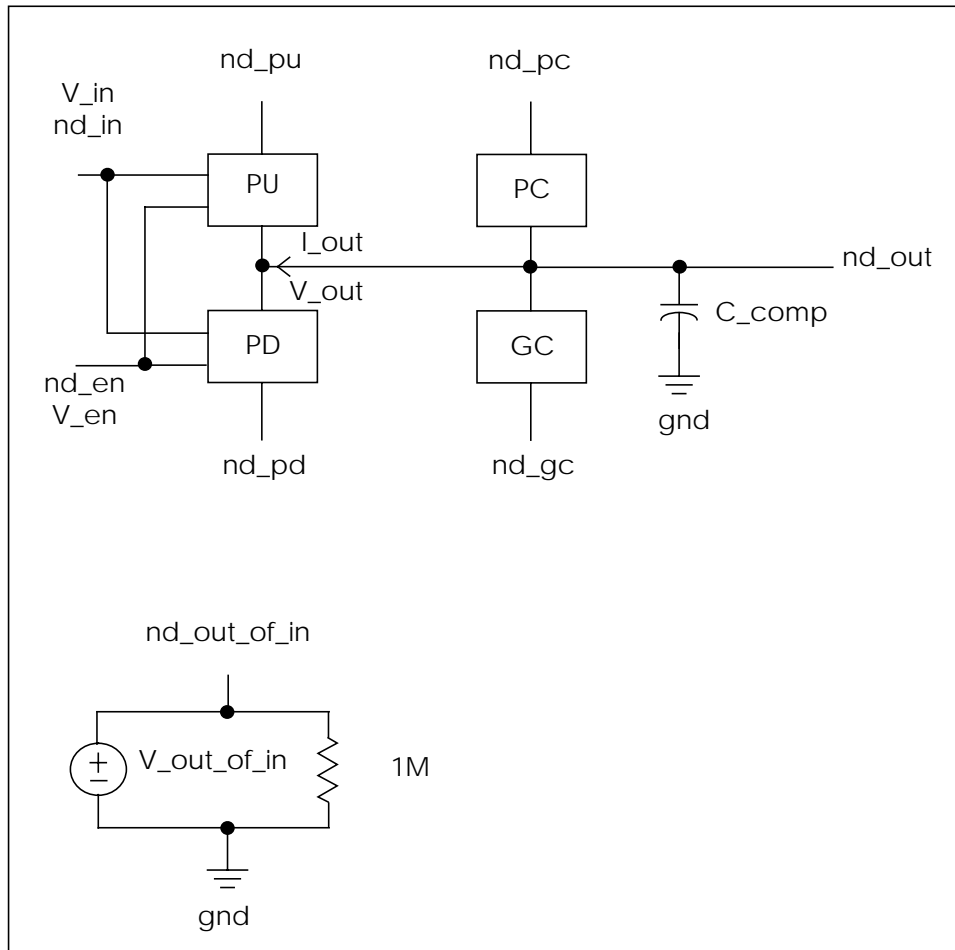 nd_pu
nd_pc
V_in
nd_in
PU
PC
I_out
V_out
nd_out
C_comp
PD
GC
nd_en
V_en
gnd
nd_pd
nd_gc
nd_out_of_in
+
V_out_of_in
1M
gnd